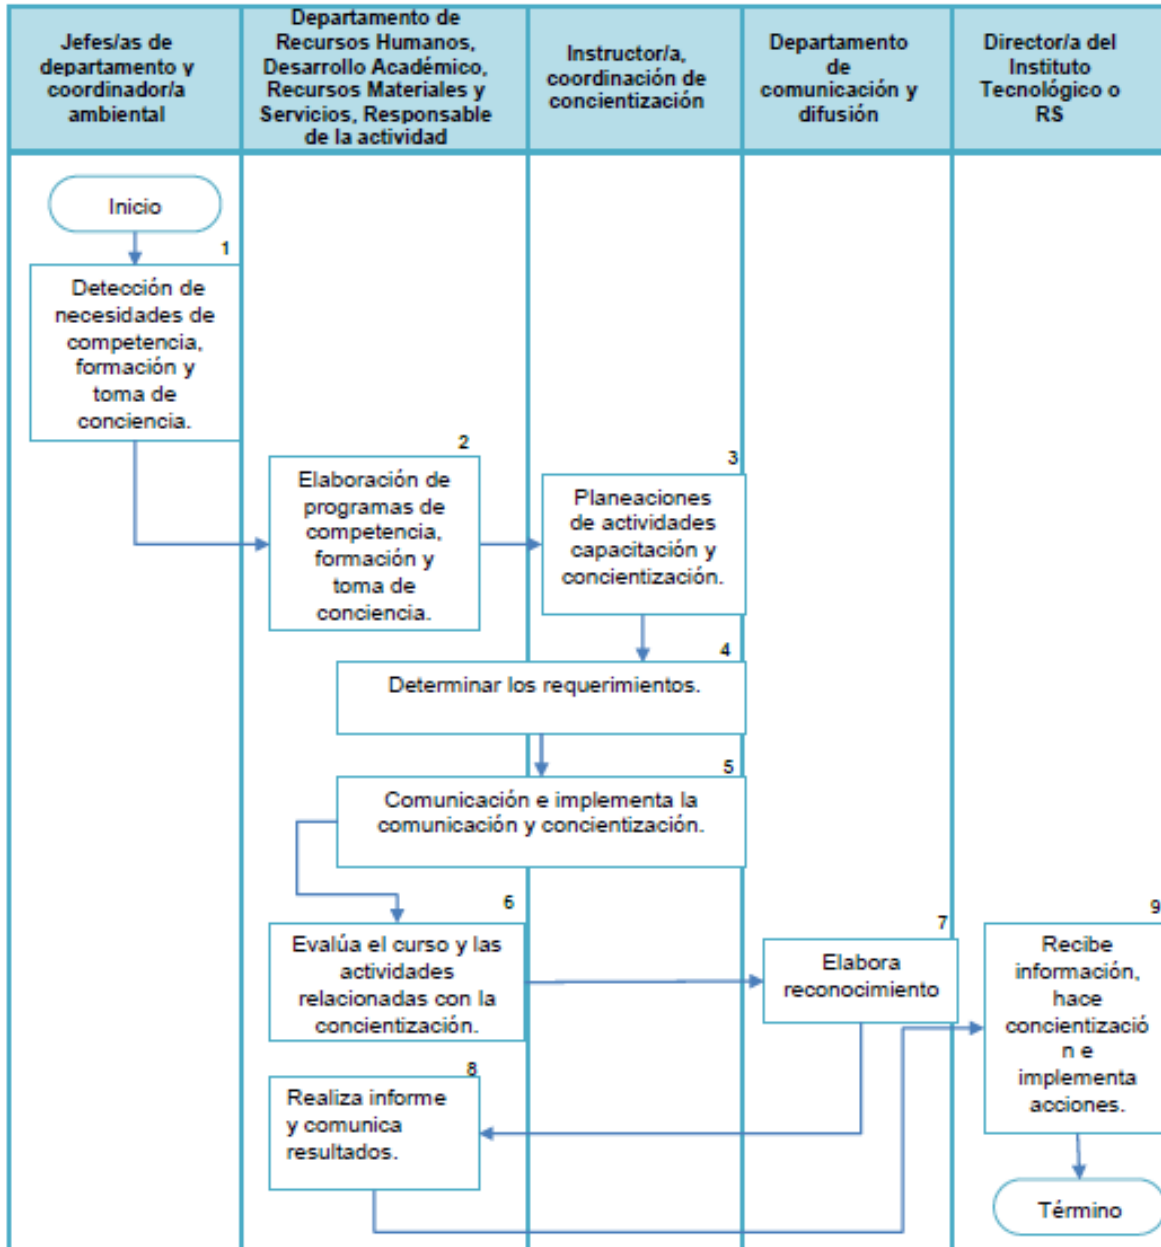 Jefes/as de
departamento y
coordinador/a
ambiental
Departamento de
Recursos Humanos,
Desarrollo Académico,
Recursos Materiales y
Servicios, Responsable
de la actividad
Instructor/a,
coordinación de
concientización
Departamento
de
comunicación y
difusión
Director/a del
Instituto
Tecnológico o
RS
Inicio
1
Detección de
necesidades de
competencia,
formación y
toma de
conciencia.
2
Elaboración de
programas de
competencia,
formación y
toma de
conciencia.
3
Planeaciones
de actividades
capacitación y
concientización.
4
Determinar los requerimientos.
5
Comunicación e implementa la
comunicación y concientización.
6
Evalúa el curso y las
actividades
relacionadas con la
concientización.
7
Elabora
reconocimiento
8
Realiza informe
y comunica
resultados.
9
Recibe
información,
hace
concientizació
n e
implementa
acciones.
Término